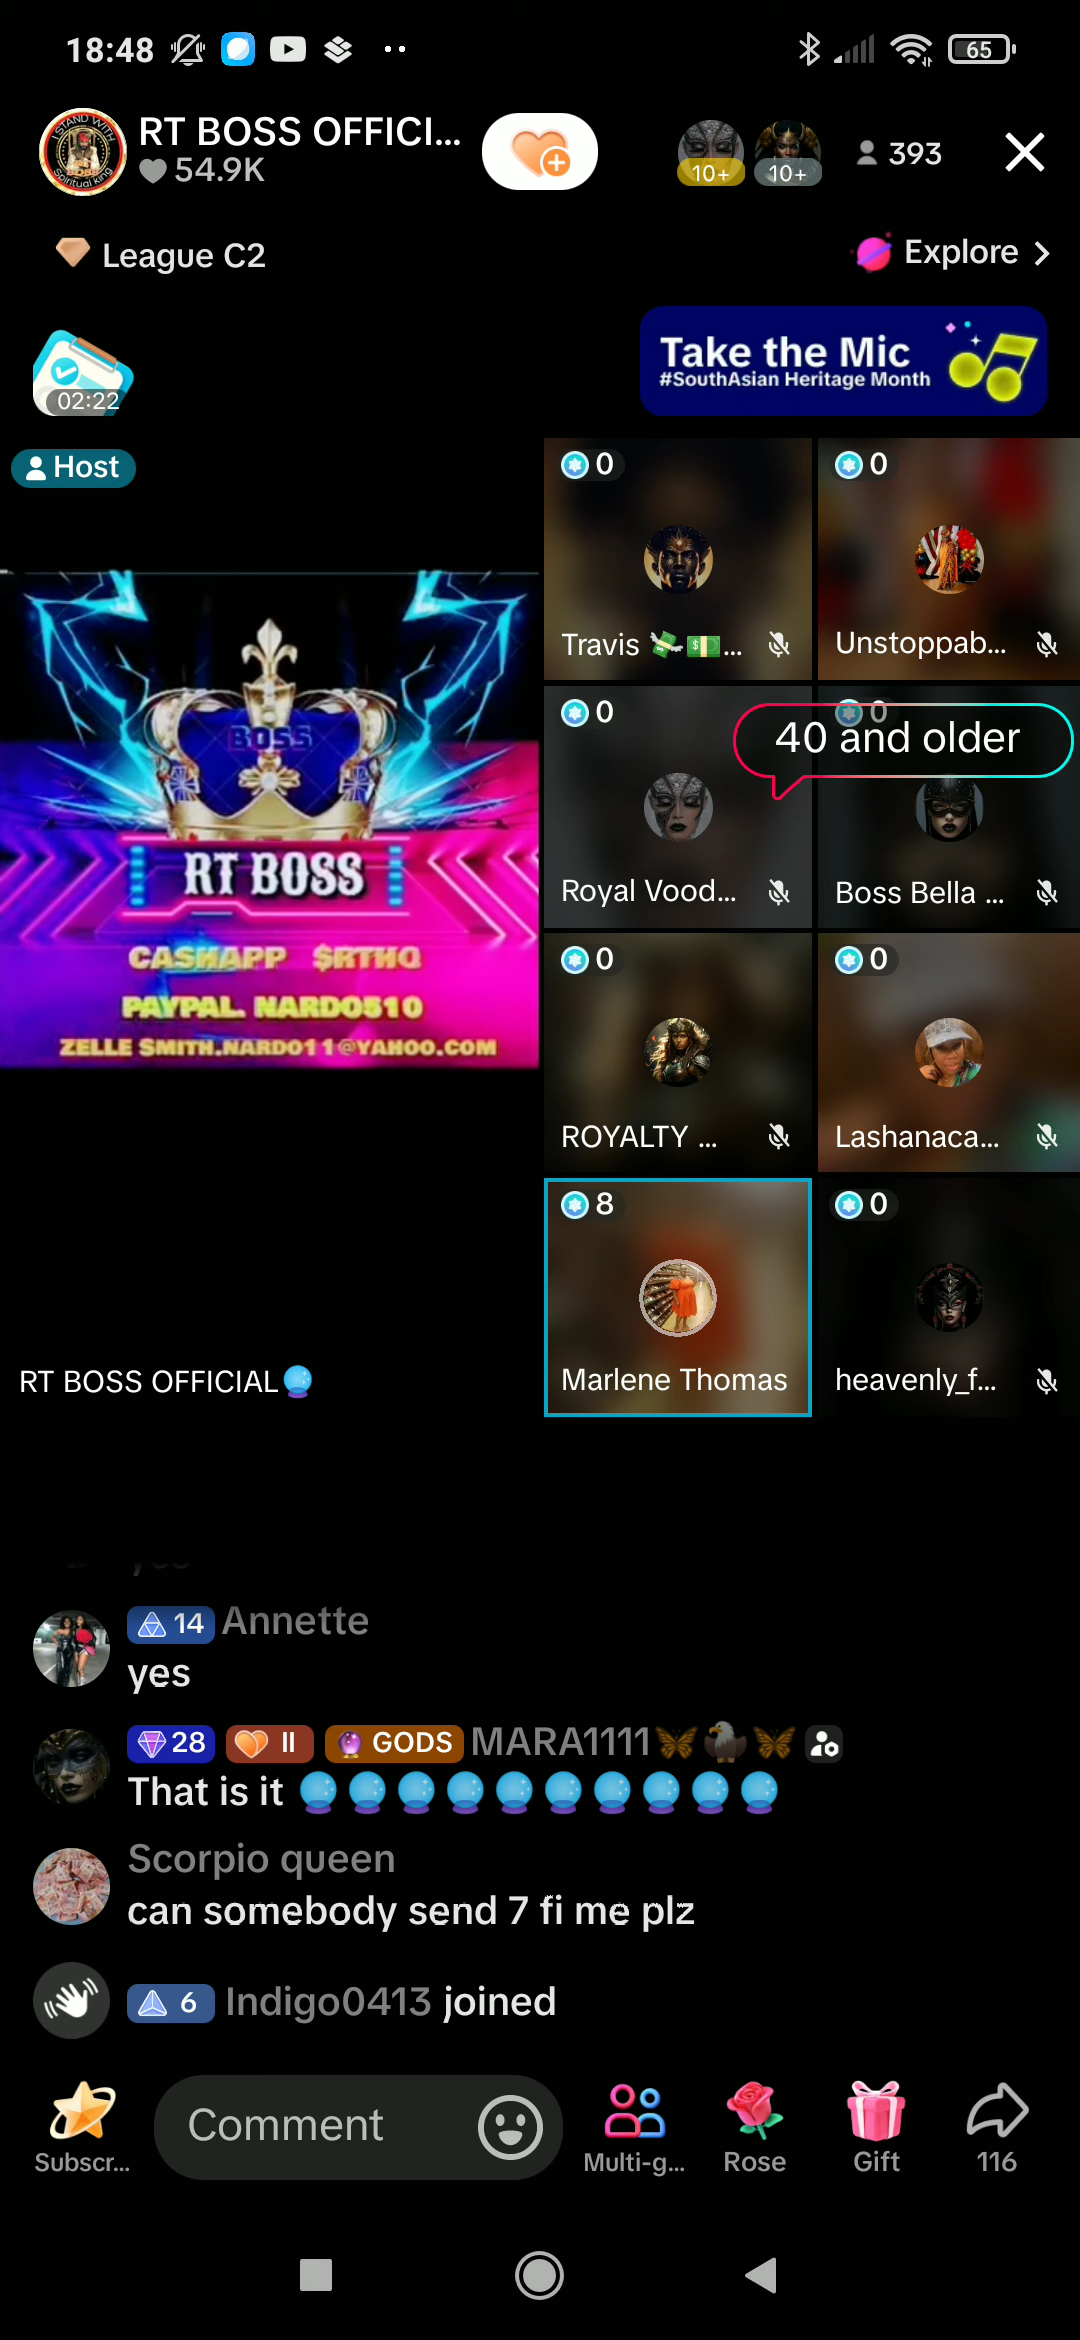 18:48
65
RT BOSS OFFICI...
54.9K
10+
10+
393
League C2
Explore
02:22
Take the Mic
#SouthAsian Heritage Month
Host
0
0
Travis 💸💵...
Unstoppab...
0
0
40 and older
Royal Vood...
Boss Bella ...
BOSS
RT BOSS
CASHAPP $RTHQ
PAYPAL. NARDO510
ZELLE SMITH.NARDO11@YAHOO.COM
0
0
ROYALTY ...
Lashanaca...
8
0
Marlene Thomas
heavenly_f...
RT BOSS OFFICIAL🔮
14 Annette
yes
28 II GODS MARA1111🦋🦅🦋
That is it 🔮🔮🔮🔮🔮🔮🔮🔮🔮🔮
Scorpio queen
can somebody send 7 fi me plz
6 Indigo0413 joined
Subscr...
Comment
Multi-g...
Rose
Gift
116